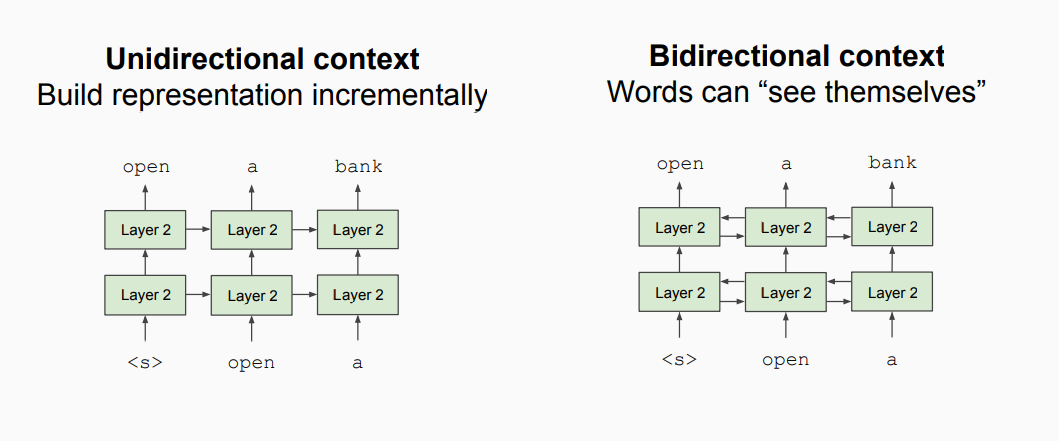 Unidirectional context
Build representation incrementally
open a bank
Layer 2 Layer 2 Layer 2
Layer 2 Layer 2 Layer 2
<s> open a
Bidirectional context
Words can “see themselves”
open a bank
Layer 2 Layer 2 Layer 2
Layer 2 Layer 2 Layer 2
<s> open a